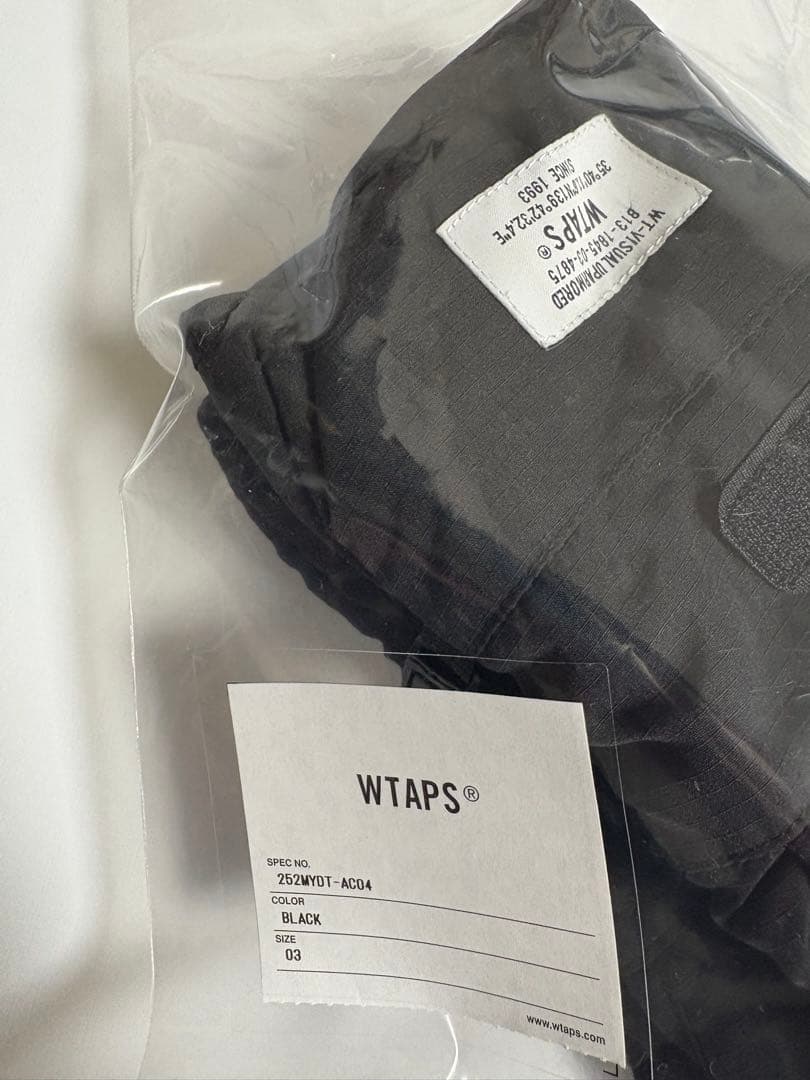 WT-VISUAL UPARMORED
813-1845-03-4875
WTAPS®
35°40'11.2"N139°42'32.4"E
SINCE 1993
WTAPS®
SPEC NO.
252MYDT-AC04
COLOR
BLACK
SIZE
03
www.wtaps.com